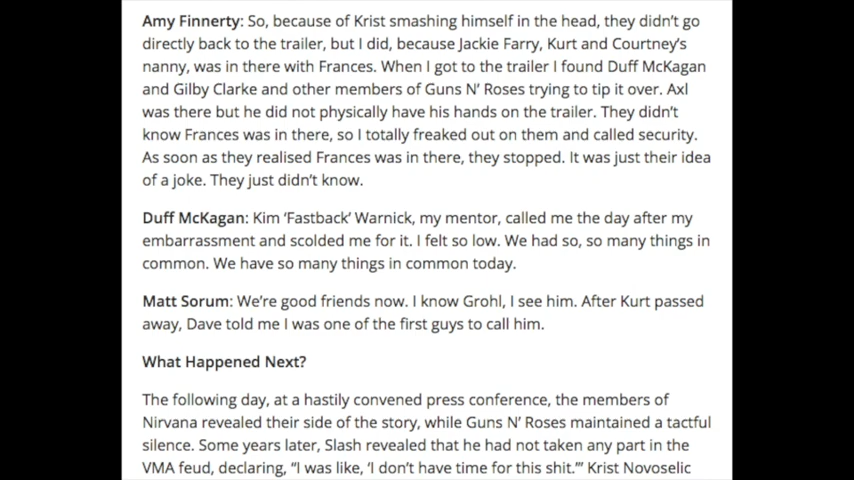 Amy Finnerty: So, because of Krist smashing himself in the head, they didn’t go
directly back to the trailer, but I did, because Jackie Farry, Kurt and Courtney’s
nanny, was in there with Frances. When I got to the trailer I found Duff McKagan
and Gilby Clarke and other members of Guns N’ Roses trying to tip it over. Axl
was there but he did not physically have his hands on the trailer. They didn’t
know Frances was in there, so I totally freaked out on them and called security.
As soon as they realised Frances was in there, they stopped. It was just their idea
of a joke. They just didn’t know.
Duff McKagan: Kim ‘Fastback’ Warnick, my mentor, called me the day after my
embarrassment and scolded me for it. I felt so low. We had so, so many things in
common. We have so many things in common today.
Matt Sorum: We’re good friends now. I know Grohl, I see him. After Kurt passed
away, Dave told me I was one of the first guys to call him.
What Happened Next?
The following day, at a hastily convened press conference, the members of
Nirvana revealed their side of the story, while Guns N’ Roses maintained a tactful
silence. Some years later, Slash revealed that he had not taken any part in the
VMA feud, declaring, “I was like, ‘I don’t have time for this shit.’” Krist Novoselic